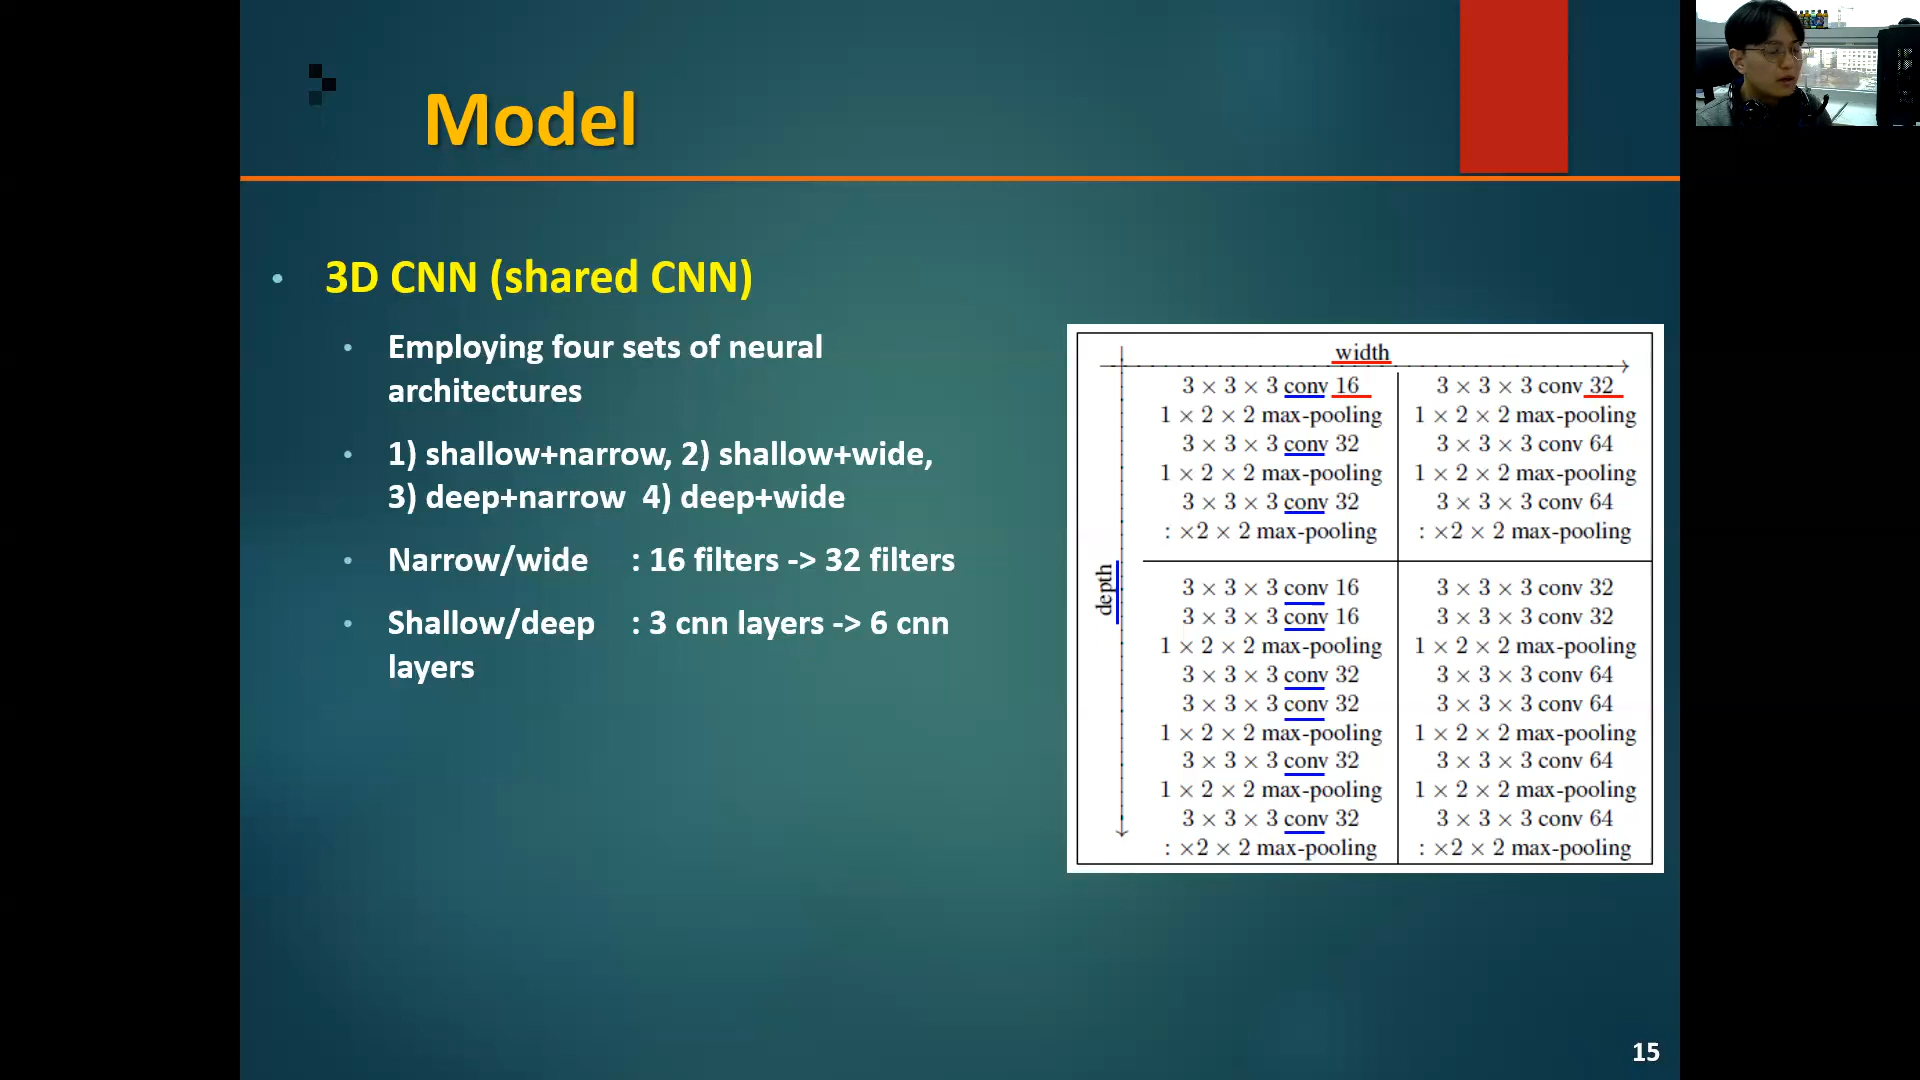 Model
• 3D CNN (shared CNN)
• Employing four sets of neural
architectures
• 1) shallow+narrow, 2) shallow+wide,
3) deep+narrow 4) deep+wide
• Narrow/wide : 16 filters -> 32 filters
• Shallow/deep : 3 cnn layers -> 6 cnn
layers
width
depth
3 × 3 × 3 conv 16
1 × 2 × 2 max-pooling
3 × 3 × 3 conv 32
1 × 2 × 2 max-pooling
3 × 3 × 3 conv 32
: ×2 × 2 max-pooling
3 × 3 × 3 conv 32
1 × 2 × 2 max-pooling
3 × 3 × 3 conv 64
1 × 2 × 2 max-pooling
3 × 3 × 3 conv 64
: ×2 × 2 max-pooling
3 × 3 × 3 conv 16
3 × 3 × 3 conv 16
1 × 2 × 2 max-pooling
3 × 3 × 3 conv 32
3 × 3 × 3 conv 32
1 × 2 × 2 max-pooling
3 × 3 × 3 conv 32
1 × 2 × 2 max-pooling
3 × 3 × 3 conv 32
: ×2 × 2 max-pooling
3 × 3 × 3 conv 32
3 × 3 × 3 conv 32
1 × 2 × 2 max-pooling
3 × 3 × 3 conv 64
3 × 3 × 3 conv 64
1 × 2 × 2 max-pooling
3 × 3 × 3 conv 64
1 × 2 × 2 max-pooling
3 × 3 × 3 conv 64
: ×2 × 2 max-pooling
15